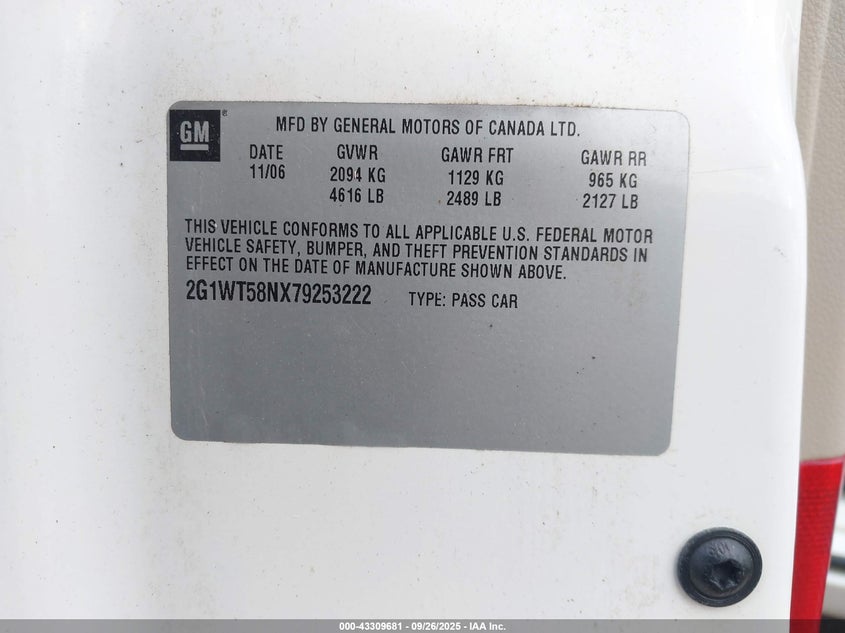 GM ®
MFD BY GENERAL MOTORS OF CANADA LTD.
DATE GVWR GAWR FRT GAWR RR
11/06 2094 KG 1129 KG 965 KG
4616 LB 2489 LB 2127 LB
THIS VEHICLE CONFORMS TO ALL APPLICABLE U.S. FEDERAL MOTOR
VEHICLE SAFETY, BUMPER, AND THEFT PREVENTION STANDARDS IN
EFFECT ON THE DATE OF MANUFACTURE SHOWN ABOVE.
2G1WT58NX79253222 TYPE: PASS CAR
000-43309681 - 09/26/2025 - IAA Inc.